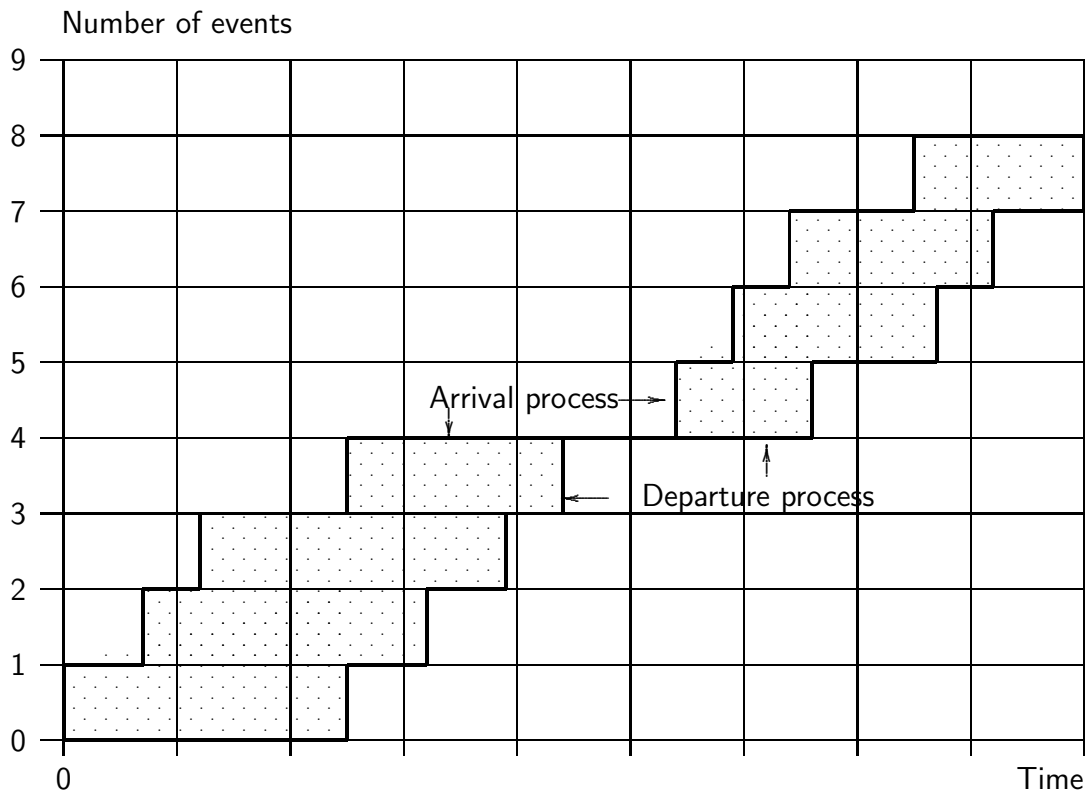 Number of events
9
8
7
6
5
Arrival process
4
Departure process
3
2
1
0
0
Time